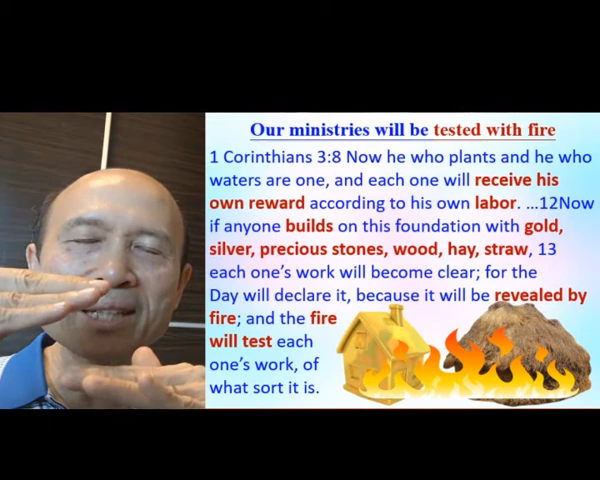 Our ministries will be tested with fire
1 Corinthians 3:8 Now he who plants and he who
waters are one, and each one will receive his
own reward according to his own labor. …12Now
if anyone builds on this foundation with gold,
silver, precious stones, wood, hay, straw, 13
each one’s work will become clear; for the
Day will declare it, because it will be revealed by
fire; and the fire
will test each
one’s work, of
what sort it is.